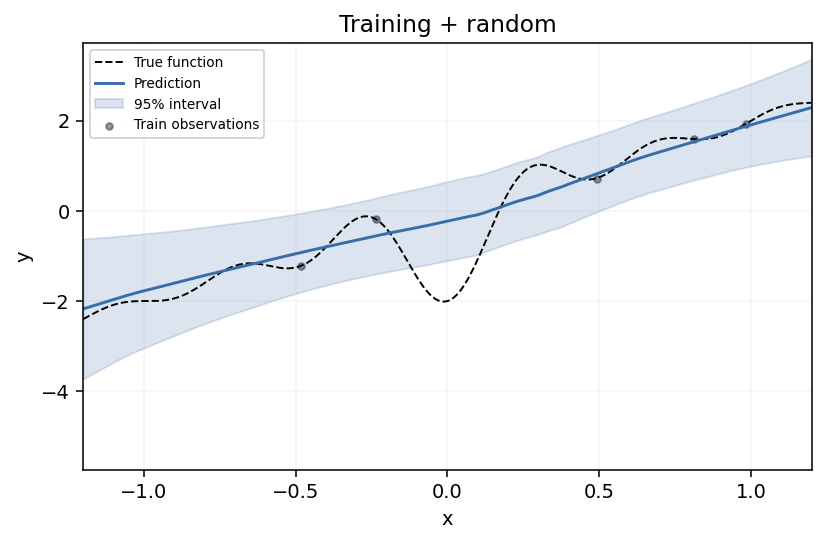 Training + random
True function
Prediction
95% interval
Train observations
2
0
−2
−4
y
−1.0 −0.5 0.0 0.5 1.0
x